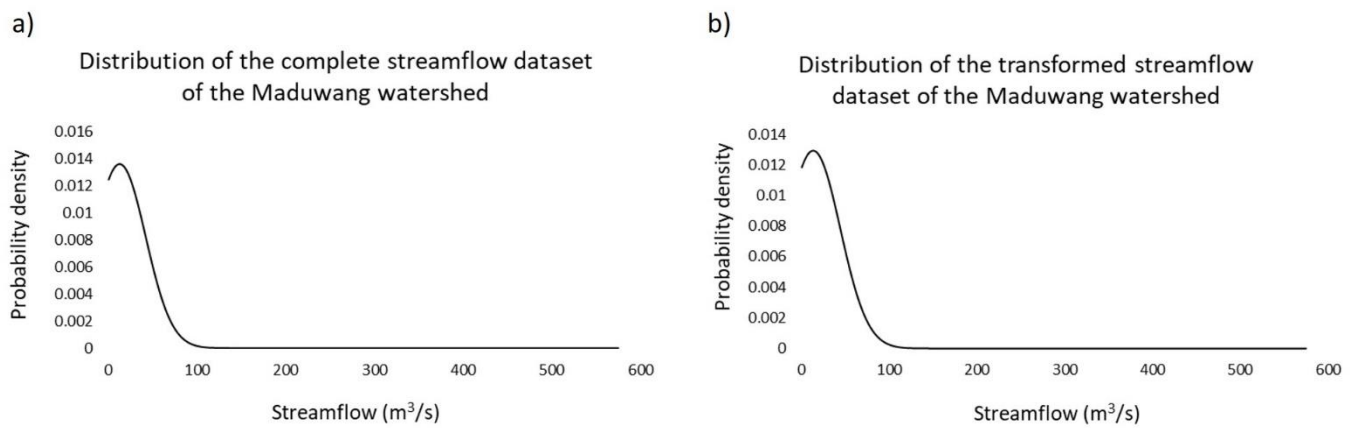 a)
Distribution of the complete streamflow dataset
of the Maduwang watershed
Probability density
0.016
0.014
0.012
0.01
0.008
0.006
0.004
0.002
0
0 100 200 300 400 500 600
Streamflow (m³/s)
b)
Distribution of the transformed streamflow
dataset of the Maduwang watershed
Probability density
0.014
0.012
0.01
0.008
0.006
0.004
0.002
0
0 100 200 300 400 500 600
Streamflow (m³/s)